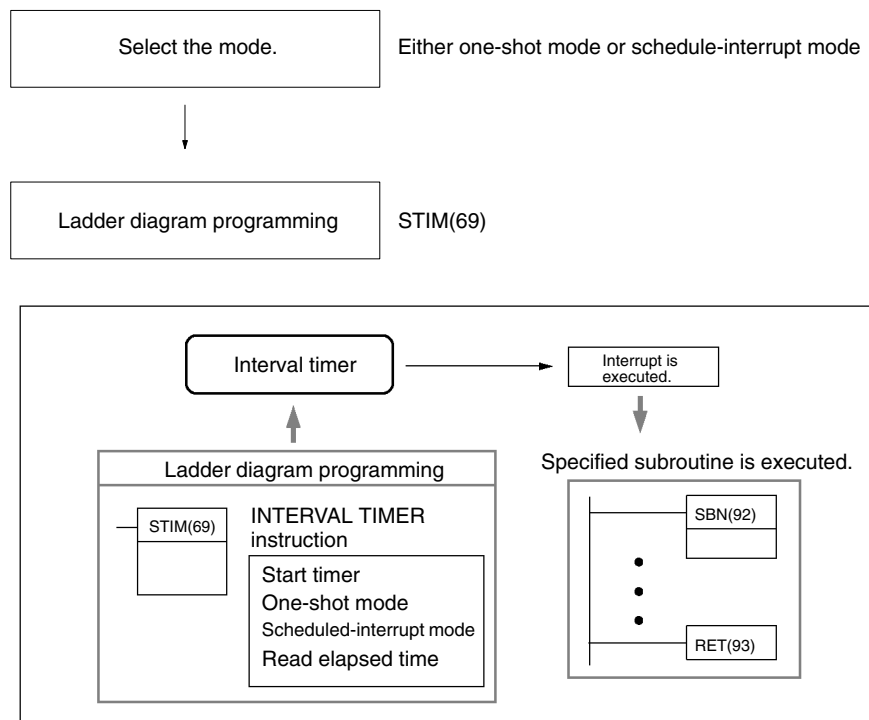 Select the mode.
Either one-shot mode or schedule-interrupt mode
Ladder diagram programming
STIM(69)
Interval timer
Interrupt is
executed.
Ladder diagram programming
STIM(69)
INTERVAL TIMER
instruction
Start timer
One-shot mode
Scheduled-interrupt mode
Read elapsed time
Specified subroutine is executed.
SBN(92)
RET(93)